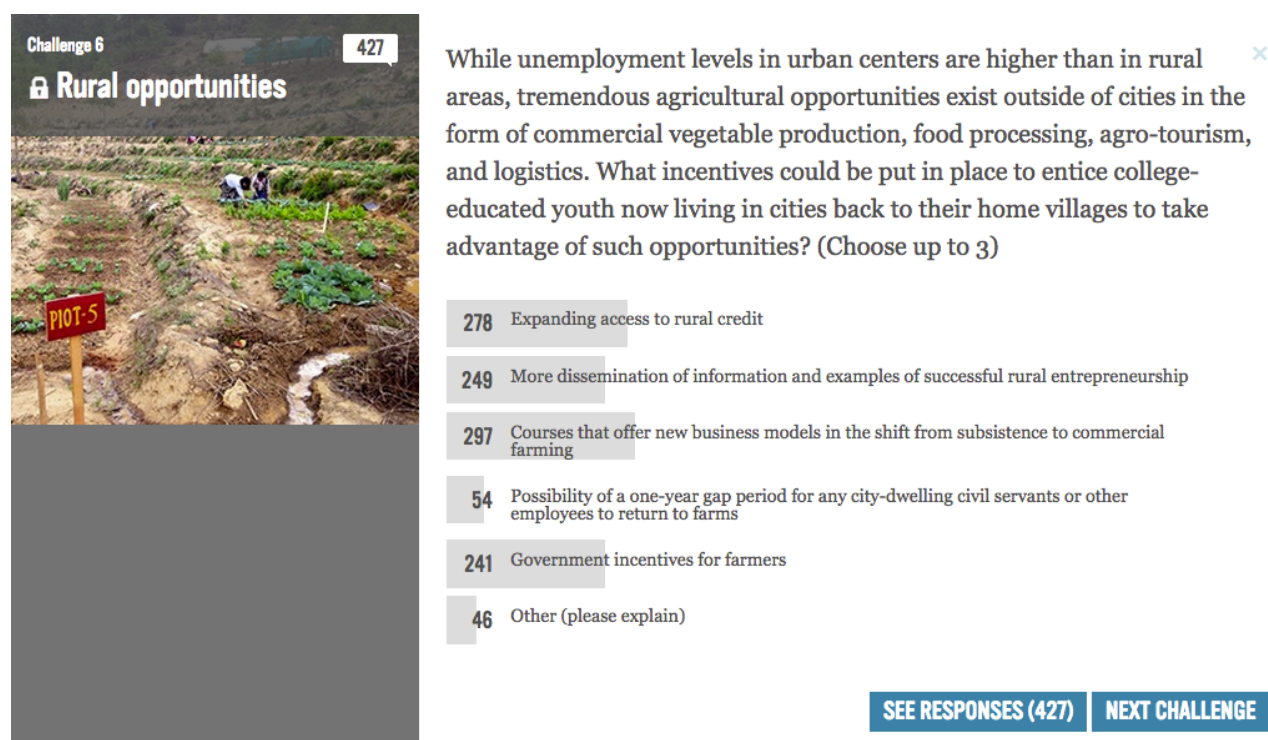 Challenge 6
427
Rural opportunities
PlOT-5
While unemployment levels in urban centers are higher than in rural
areas, tremendous agricultural opportunities exist outside of cities in the
form of commercial vegetable production, food processing, agro-tourism,
and logistics. What incentives could be put in place to entice college-
educated youth now living in cities back to their home villages to take
advantage of such opportunities? (Choose up to 3)
×
278 Expanding access to rural credit
249 More dissemination of information and examples of successful rural entrepreneurship
297 Courses that offer new business models in the shift from subsistence to commercial
farming
54 Possibility of a one-year gap period for any city-dwelling civil servants or other
employees to return to farms
241 Government incentives for farmers
46 Other (please explain)
SEE RESPONSES (427) NEXT CHALLENGE